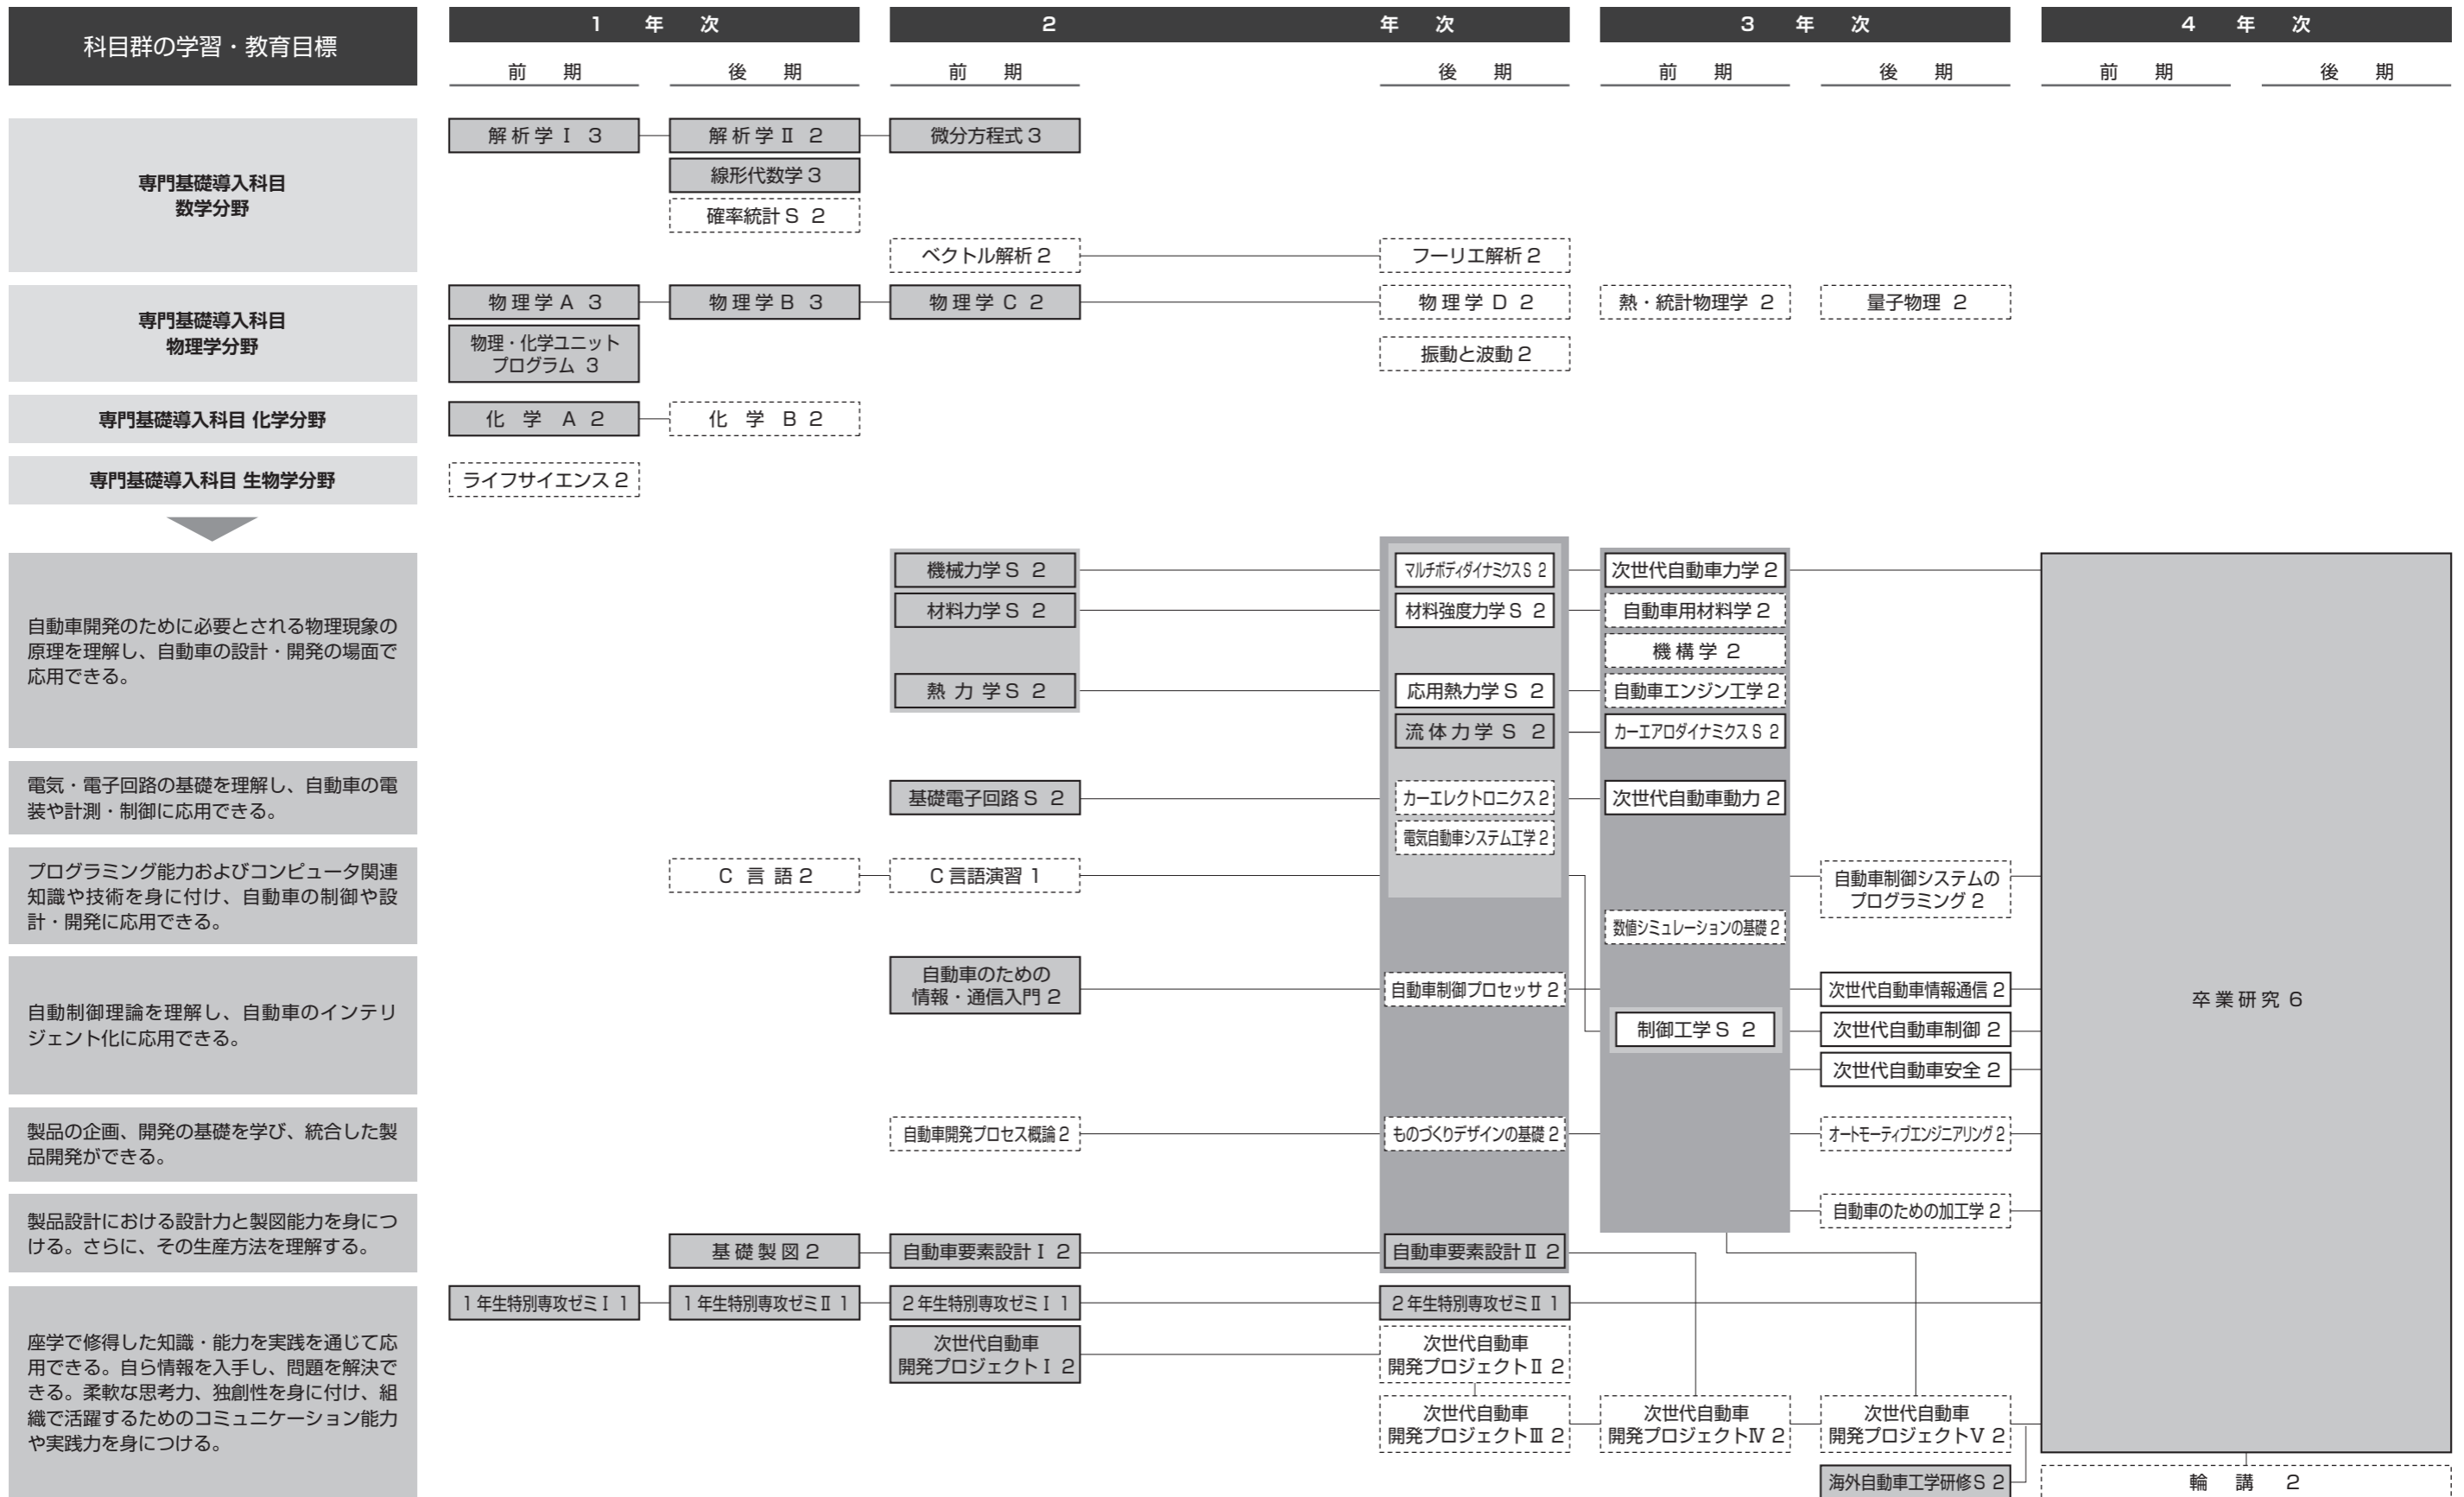 科目群の学習・教育目標
1 年 次
2 年 次
3 年 次
4 年 次
前 期
後 期
前 期
後 期
前 期
後 期
前 期
後 期
専門基礎導入科目
数学分野
解析学Ⅰ 3
解析学Ⅱ 2
微分方程式 3
線形代数学 3
確率統計S 2
ベクトル解析 2
フーリエ解析 2
専門基礎導入科目
物理学分野
物理学A 3
物理学B 3
物理学C 2
物理学D 2
熱・統計物理学 2
量子物理 2
物理・化学ユニット
プログラム 3
振動と波動 2
専門基礎導入科目 化学分野
化 学 A 2
化 学 B 2
専門基礎導入科目 生物学分野
ライフサイエンス 2
自動車開発のために必要とされる物理現象の
原理を理解し、自動車の設計・開発の場面で
応用できる。
機械力学S 2
マルチボディダイナミクスS 2
次世代自動車力学 2
材料力学S 2
材料強度力学S 2
自動車用材料学 2
機構学 2
熱力学S 2
応用熱力学S 2
自動車エンジン工学 2
流体力学S 2
カーエアロダイナミクスS 2
電気・電子回路の基礎を理解し、自動車の電
装や計測・制御に応用できる。
基礎電子回路S 2
カーエレクトロニクス 2
次世代自動車動力 2
電気自動車システム工学 2
プログラミング能力およびコンピュータ関連
知識や技術を身に付け、自動車の制御や設
計・開発に応用できる。
C 言 語 2
C言語演習 1
自動車制御システムの
プログラミング 2
数値シミュレーションの基礎 2
自動制御理論を理解し、自動車のインテリ
ジェント化に応用できる。
自動車のための
情報・通信入門 2
自動車制御プロセッサ 2
次世代自動車情報通信 2
制御工学S 2
次世代自動車制御 2
次世代自動車安全 2
卒業研究 6
製品の企画、開発の基礎を学び、統合した製
品開発ができる。
自動車開発プロセス概論 2
ものづくりデザインの基礎 2
オートモーティブエンジニアリング 2
製品設計における設計力と製図能力を身につ
ける。さらに、その生産方法を理解する。
自動車のための加工学 2
基礎製図 2
自動車要素設計Ⅰ 2
自動車要素設計Ⅱ 2
座学で修得した知識・能力を実践を通じて応
用できる。自ら情報を入手し、問題を解決で
きる。柔軟な思考力、独創性を身に付け、組
織で活躍するためのコミュニケーション能力
や実践力を身につける。
1年生特別専攻ゼミⅠ 1
1年生特別専攻ゼミⅡ 1
2年生特別専攻ゼミⅠ 1
2年生特別専攻ゼミⅡ 1
次世代自動車
開発プロジェクトⅠ 2
次世代自動車
開発プロジェクトⅡ 2
次世代自動車
開発プロジェクトⅢ 2
次世代自動車
開発プロジェクトⅣ 2
次世代自動車
開発プロジェクトⅤ 2
海外自動車工学研修S 2
輪 講 2